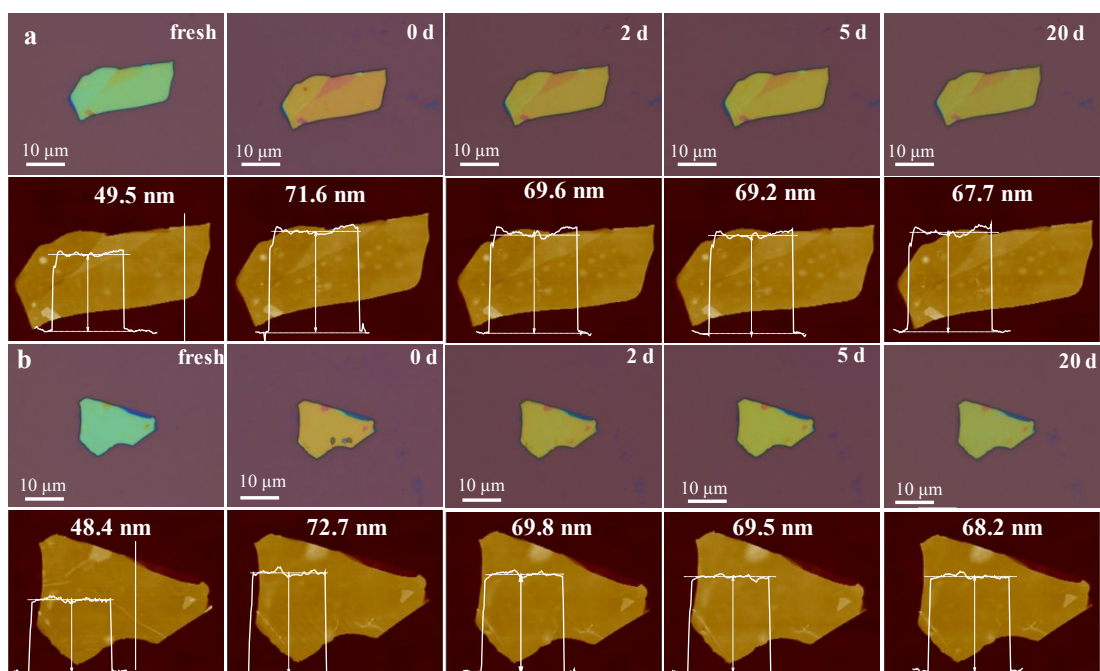 a fresh 0 d 2 d 5 d 20 d
10 μm 10 μm 10 μm 10 μm 10 μm
49.5 nm 71.6 nm 69.6 nm 69.2 nm 67.7 nm
b fresh 0 d 2 d 5 d 20 d
10 μm 10 μm 10 μm 10 μm 10 μm
48.4 nm 72.7 nm 69.8 nm 69.5 nm 68.2 nm